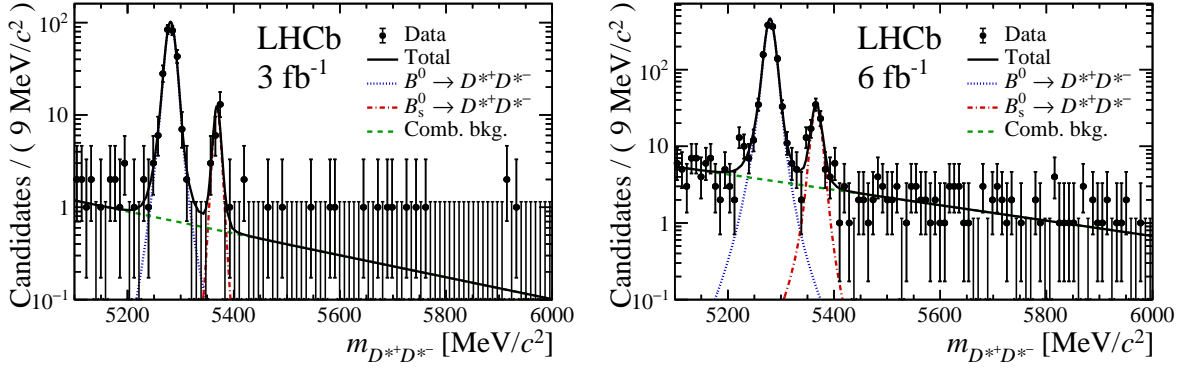 Candidates / ( 9 MeV/c²)
10²
10
1
10⁻¹
LHCb
3 fb⁻¹
Data
Total
B⁰ → D*⁺D*⁻
B⁰ₛ → D*⁺D*⁻
Comb. bkg.
5200 5400 5600 5800 6000
m_D*⁺D*⁻ [MeV/c²]
Candidates / ( 9 MeV/c²)
10²
10
1
10⁻¹
LHCb
6 fb⁻¹
Data
Total
B⁰ → D*⁺D*⁻
B⁰ₛ → D*⁺D*⁻
Comb. bkg.
5200 5400 5600 5800 6000
m_D*⁺D*⁻ [MeV/c²]